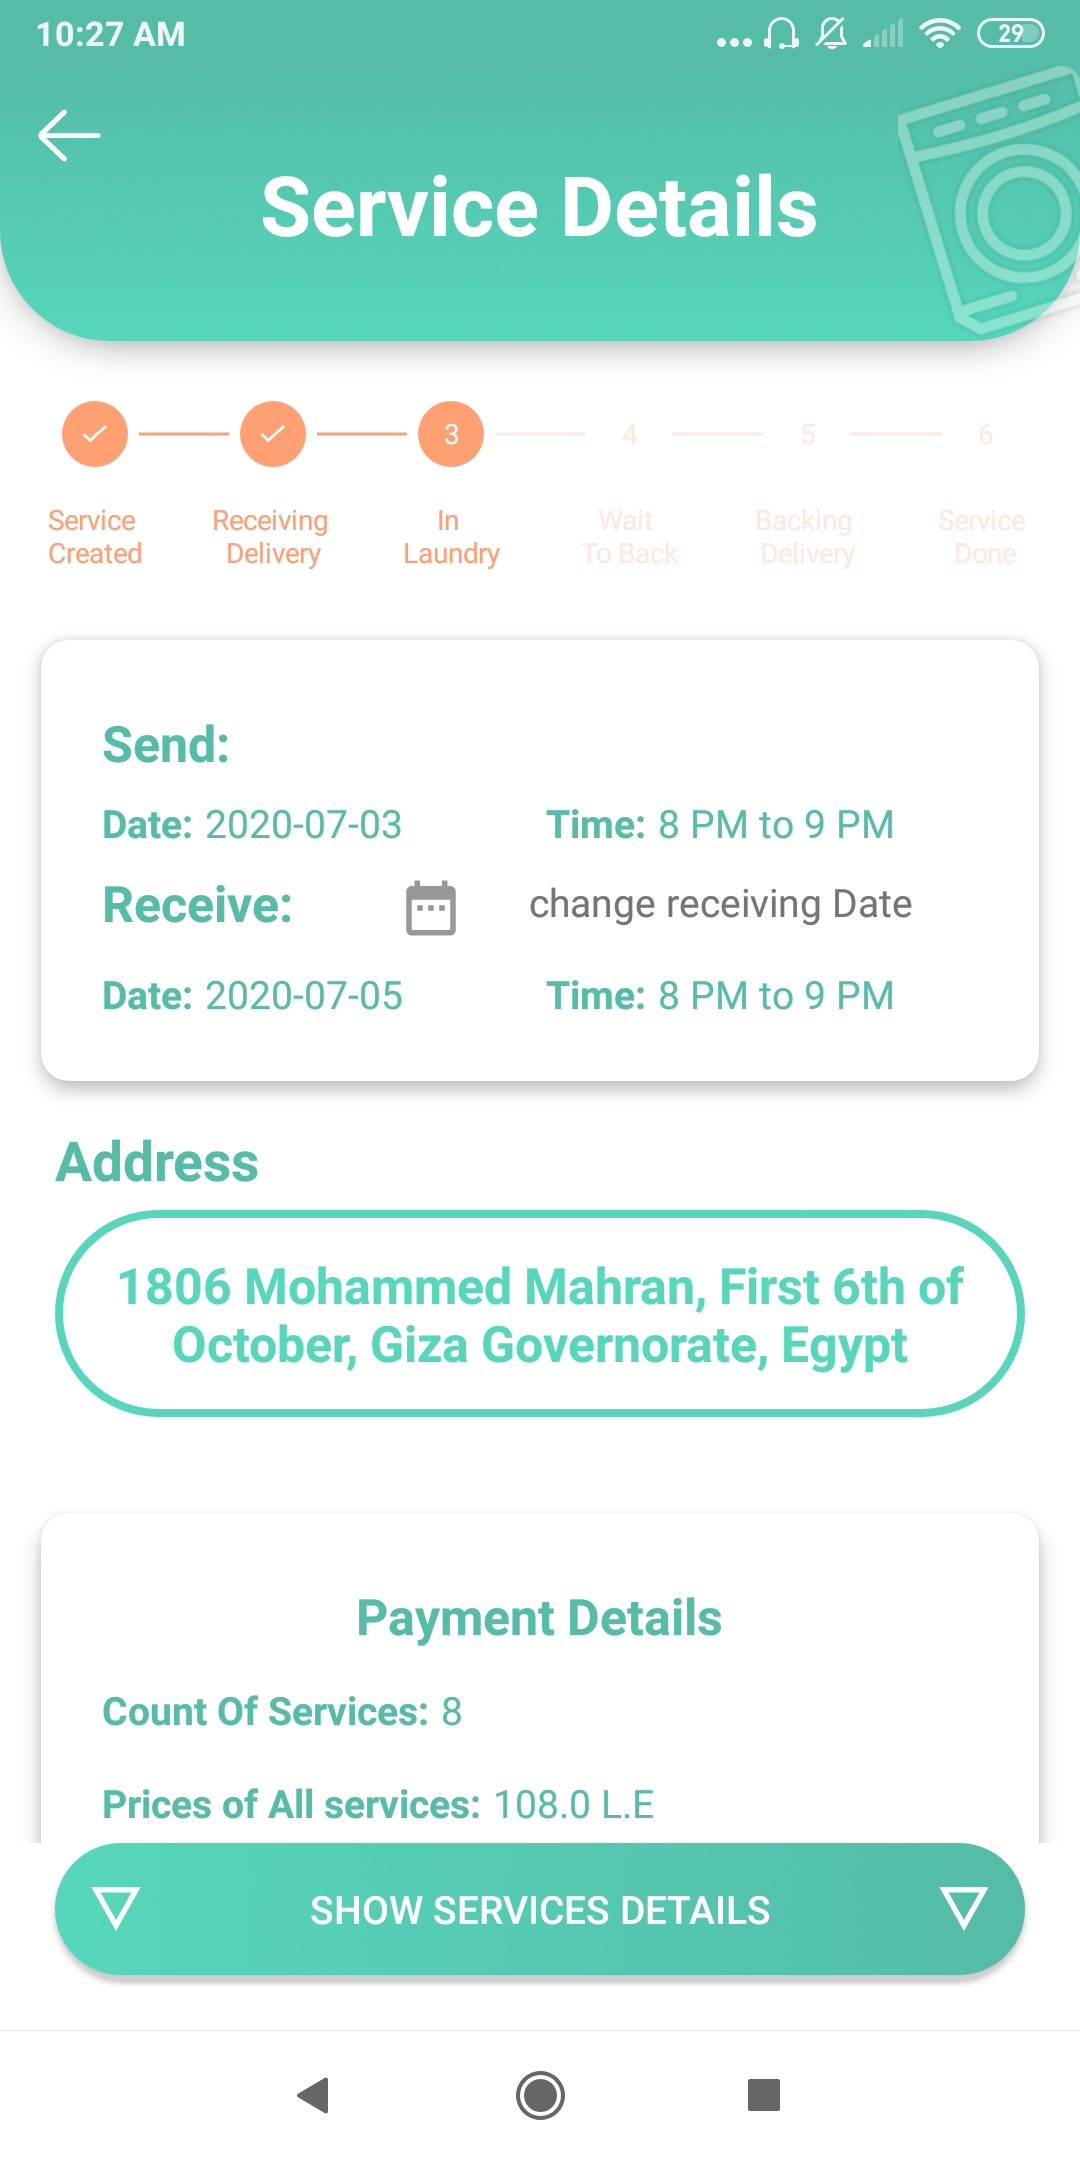 10:27 AM
29
Service Details
3
4
5
6
Service Created
Receiving Delivery
In Laundry
Wait To Back
Backing Delivery
Service Done
Send:
Date: 2020-07-03 Time: 8 PM to 9 PM
Receive: change receiving Date
Date: 2020-07-05 Time: 8 PM to 9 PM
Address
1806 Mohammed Mahran, First 6th of
October, Giza Governorate, Egypt
Payment Details
Count Of Services: 8
Prices of All services: 108.0 L.E
SHOW SERVICES DETAILS